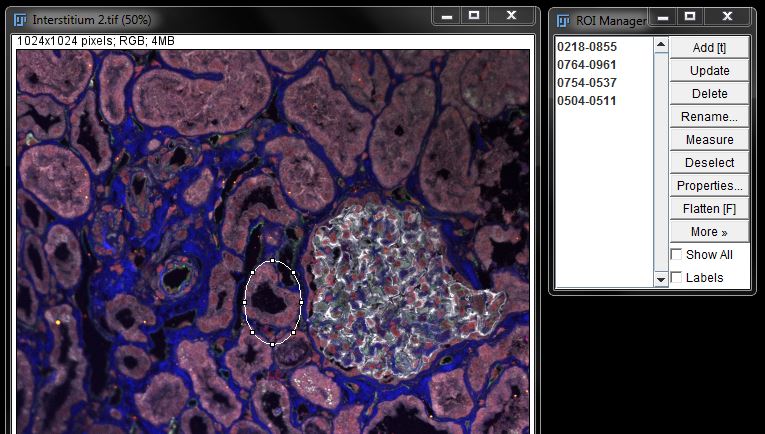 Interstitium 2.tif (50%)
1024x1024 pixels; RGB; 4MB
ROI Manager
0218-0855
0764-0961
0754-0537
0504-0511
Add [t]
Update
Delete
Rename...
Measure
Deselect
Properties...
Flatten [F]
More »
Show All
Labels